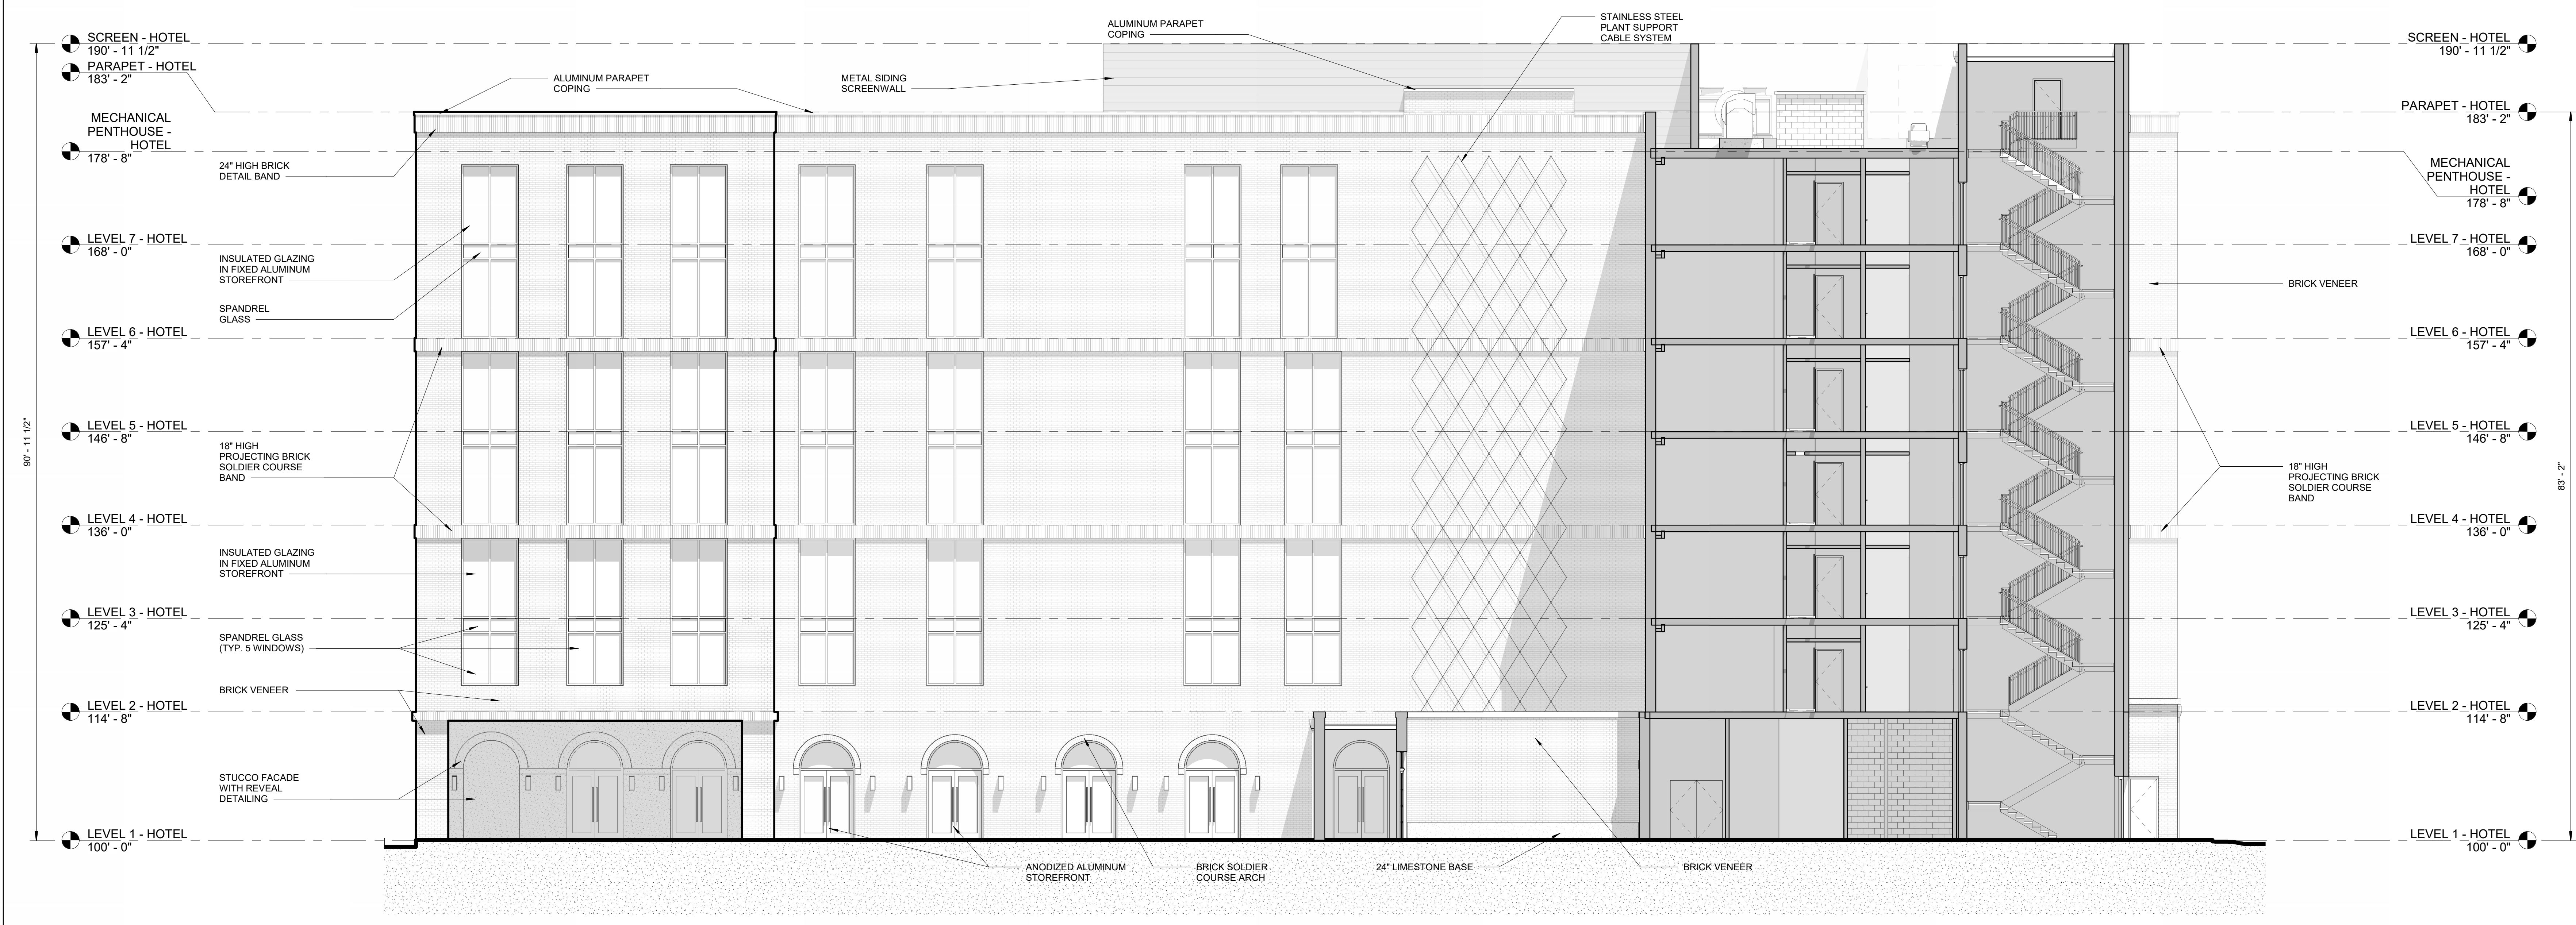 SCREEN - HOTEL
190' - 11 1/2"
PARAPET - HOTEL
183' - 2"
MECHANICAL
PENTHOUSE -
HOTEL
178' - 8"
LEVEL 7 - HOTEL
168' - 0"
LEVEL 6 - HOTEL
157' - 4"
LEVEL 5 - HOTEL
146' - 8"
LEVEL 4 - HOTEL
136' - 0"
LEVEL 3 - HOTEL
125' - 4"
LEVEL 2 - HOTEL
114' - 8"
LEVEL 1 - HOTEL
100' - 0"
90' - 11 1/2"
24" HIGH BRICK
DETAIL BAND
INSULATED GLAZING
IN FIXED ALUMINUM
STOREFRONT
SPANDREL
GLASS
18" HIGH
PROJECTING BRICK
SOLDIER COURSE
BAND
INSULATED GLAZING
IN FIXED ALUMINUM
STOREFRONT
SPANDREL GLASS
(TYP. 5 WINDOWS)
BRICK VENEER
STUCCO FACADE
WITH REVEAL
DETAILING
ALUMINUM PARAPET
COPING
METAL SIDING
SCREENWALL
ALUMINUM PARAPET
COPING
STAINLESS STEEL
PLANT SUPPORT
CABLE SYSTEM
ANODIZED ALUMINUM
STOREFRONT
BRICK SOLDIER
COURSE ARCH
24" LIMESTONE BASE
BRICK VENEER
BRICK VENEER
18" HIGH
PROJECTING BRICK
SOLDIER COURSE
BAND
SCREEN - HOTEL
190' - 11 1/2"
PARAPET - HOTEL
183' - 2"
MECHANICAL
PENTHOUSE -
HOTEL
178' - 8"
LEVEL 7 - HOTEL
168' - 0"
LEVEL 6 - HOTEL
157' - 4"
LEVEL 5 - HOTEL
146' - 8"
LEVEL 4 - HOTEL
136' - 0"
LEVEL 3 - HOTEL
125' - 4"
LEVEL 2 - HOTEL
114' - 8"
LEVEL 1 - HOTEL
100' - 0"
83' - 2"